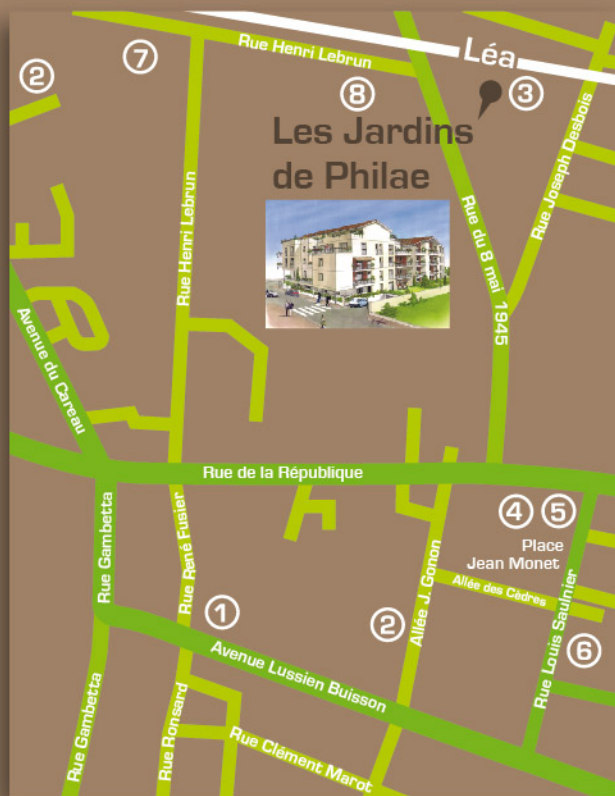 Léa
Rue Henri Lebrun
7
2
8
3
Les Jardins
de Philae
Rue Joseph Desbois
Rue Henri Lebrun
Rue du 8 mai 1945
Avenue du Careau
Rue de la République
4
5
Place
Jean Monet
Rue Gambetta
Rue René Fusier
Allée J. Gonon
Allée des Cèdres
1
2
6
Rue Louis Saulnier
Avenue Lussien Buisson
Rue Gambetta
Rue Ronsard
Rue Clément Marot